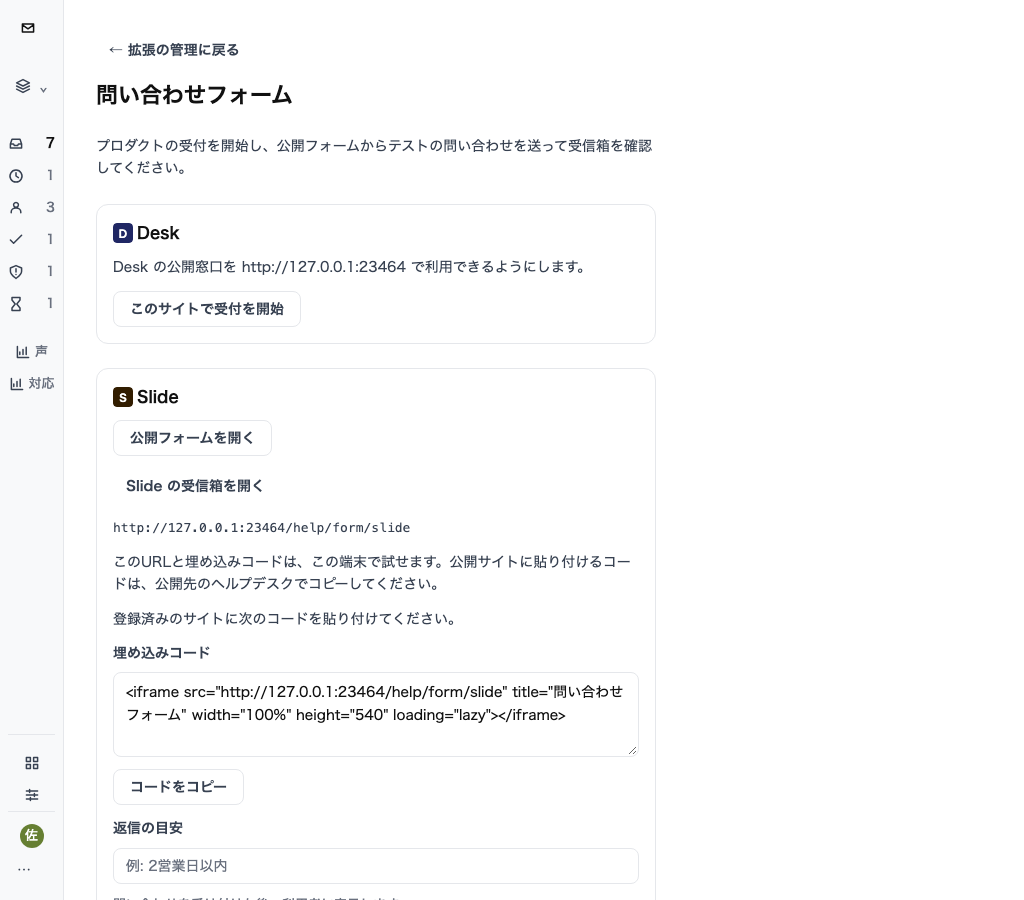 ← 拡張の管理に戻る
問い合わせフォーム
プロダクトの受付を開始し、公開フォームからテストの問い合わせを送って受信箱を確認
してください。
7
1
3
1
1
1
声
対応
D Desk
Desk の公開窓口を http://127.0.0.1:23464 で利用できるようにします。
このサイトで受付を開始
S Slide
公開フォームを開く
Slide の受信箱を開く
http://127.0.0.1:23464/help/form/slide
このURLと埋め込みコードは、この端末で試せます。公開サイトに貼り付けるコー
ドは、公開先のヘルプデスクでコピーしてください。
登録済みのサイトに次のコードを貼り付けてください。
埋め込みコード
<iframe src="http://127.0.0.1:23464/help/form/slide" title="問い合わせ
フォーム" width="100%" height="540" loading="lazy"></iframe>
コードをコピー
返信の目安
例: 2営業日以内
佐